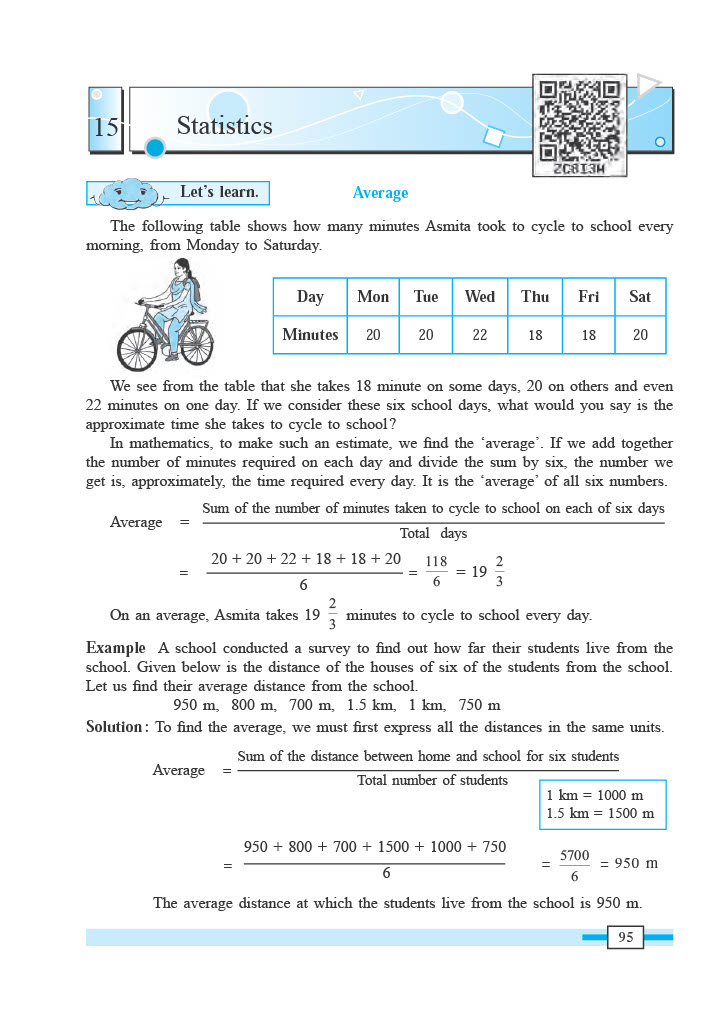 15 Statistics
ZC8I3W
Let's learn.
Average
The following table shows how many minutes Asmita took to cycle to school every
morning, from Monday to Saturday.
Day Mon Tue Wed Thu Fri Sat
Minutes 20 20 22 18 18 20
We see from the table that she takes 18 minute on some days, 20 on others and even
22 minutes on one day. If we consider these six school days, what would you say is the
approximate time she takes to cycle to school?
In mathematics, to make such an estimate, we find the ‘average’. If we add together
the number of minutes required on each day and divide the sum by six, the number we
get is, approximately, the time required every day. It is the ‘average’ of all six numbers.
Average = Sum of the number of minutes taken to cycle to school on each of six days
Total days
= 20 + 20 + 22 + 18 + 18 + 20 / 6 = 118/6 = 19 2/3
On an average, Asmita takes 19 2/3 minutes to cycle to school every day.
Example A school conducted a survey to find out how far their students live from the
school. Given below is the distance of the houses of six of the students from the school.
Let us find their average distance from the school.
950 m, 800 m, 700 m, 1.5 km, 1 km, 750 m
Solution : To find the average, we must first express all the distances in the same units.
Average = Sum of the distance between home and school for six students
Total number of students
1 km = 1000 m
1.5 km = 1500 m
= 950 + 800 + 700 + 1500 + 1000 + 750 / 6 = 5700/6 = 950 m
The average distance at which the students live from the school is 950 m.
95